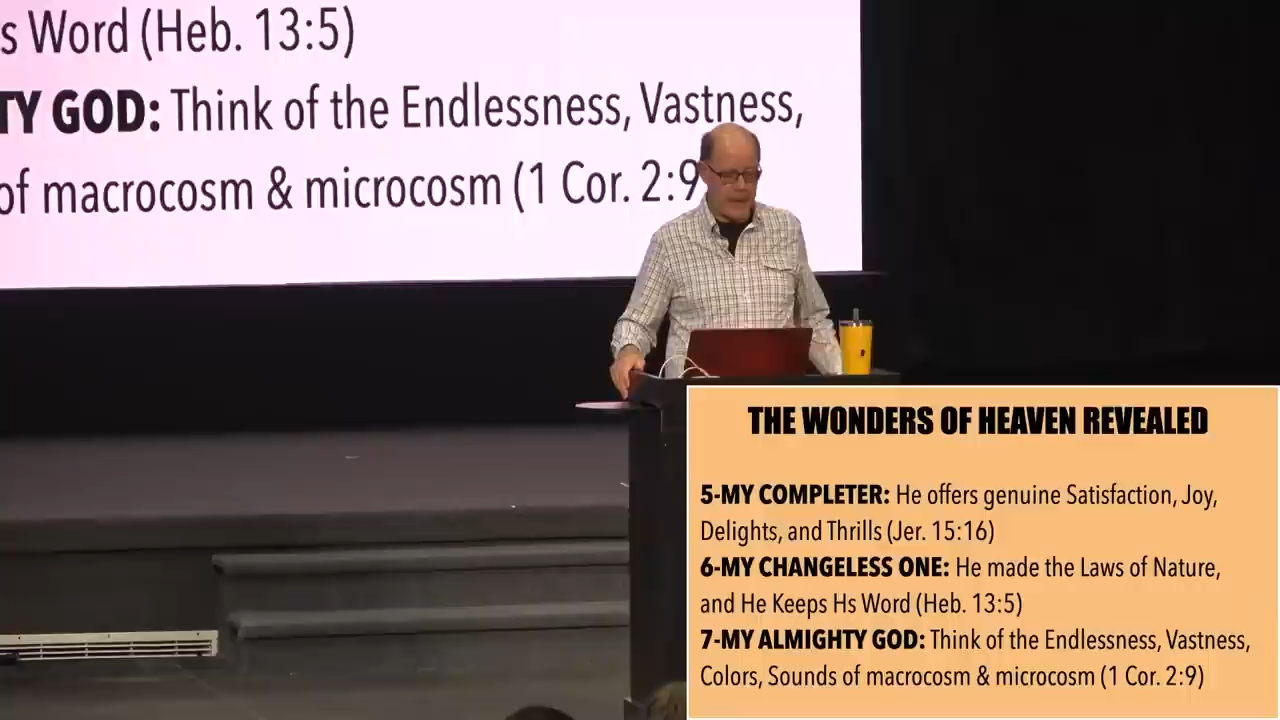 s Word (Heb. 13:5)
TY GOD: Think of the Endlessness, Vastness,
of macrocosm & microcosm (1 Cor. 2:9
THE WONDERS OF HEAVEN REVEALED
5-MY COMPLETER: He offers genuine Satisfaction, Joy,
Delights, and Thrills (Jer. 15:16)
6-MY CHANGELESS ONE: He made the Laws of Nature,
and He Keeps Hs Word (Heb. 13:5)
7-MY ALMIGHTY GOD: Think of the Endlessness, Vastness,
Colors, Sounds of macrocosm & microcosm (1 Cor. 2:9)